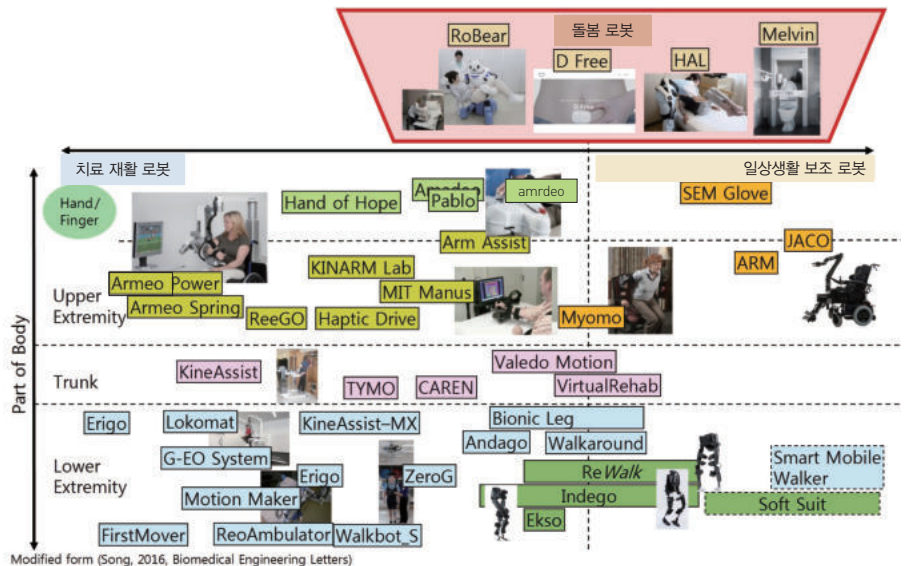 돌봄 로봇
RoBear
D Free
HAL
Melvin
치료 재활 로봇
일상생활 보조 로봇
Part of Body
Hand/
Finger
Hand of Hope
Amadeo
Pablo
amrdeo
SEM Glove
Upper
Extremity
Arm Assist
JACO
ARM
KINARM Lab
Armeo Power
MIT Manus
Armeo Spring
ReeGO
Haptic Drive
Myomo
Trunk
KineAssist
Valedo Motion
TYMO
CAREN
VirtualRehab
Lower
Extremity
Erigo
Lokomat
KineAssist–MX
Bionic Leg
Andago
Walkaround
G-EO System
Erigo
ZeroG
ReWalk
Smart Mobile
Walker
Motion Maker
Indego
Soft Suit
Ekso
FirstMover
ReoAmbulator
Walkbot_S
Modified form (Song, 2016, Biomedical Engineering Letters)